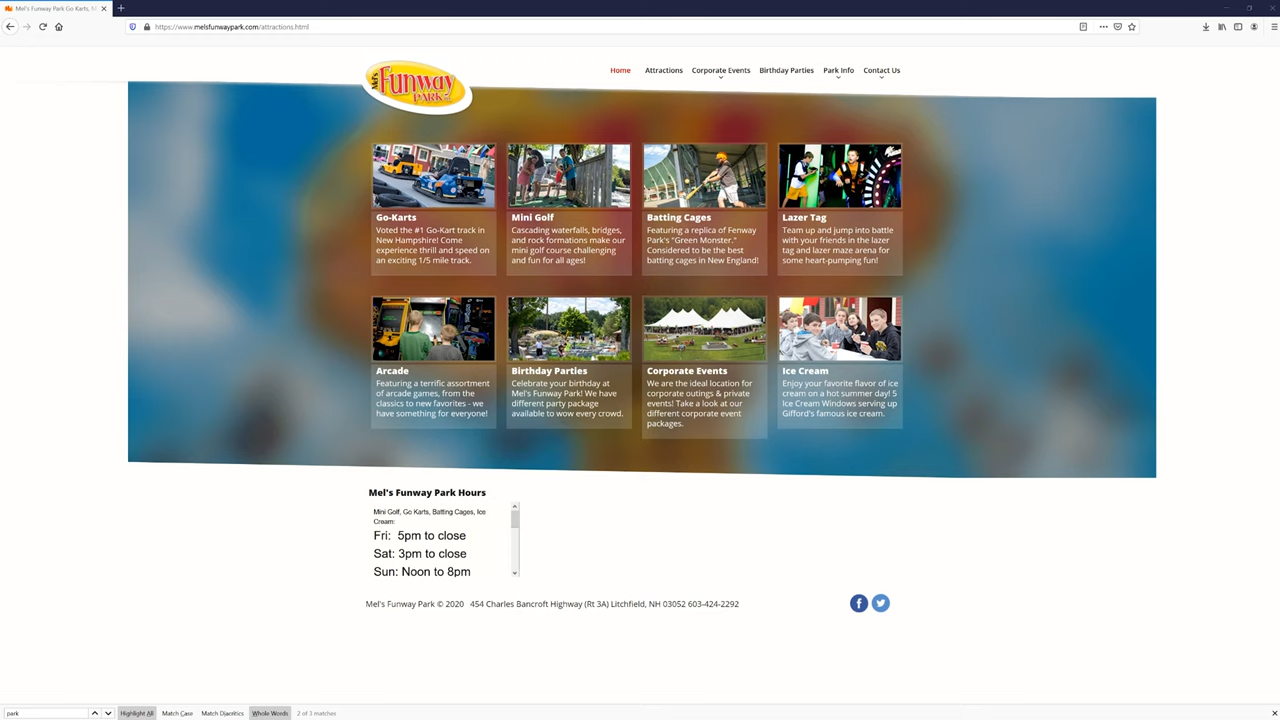 Mel's Funway Park Go Karts, M
https://www.melsfunwaypark.com/attractions.html
Mel's
Funway
PARK
Home Attractions Corporate Events Birthday Parties Park Info Contact Us
Go-Karts
Voted the #1 Go-Kart track in
New Hampshire! Come
experience thrill and speed on
an exciting 1/5 mile track.
Mini Golf
Cascading waterfalls, bridges,
and rock formations make our
mini golf course challenging
and fun for all ages!
Batting Cages
Featuring a replica of Fenway
Park's "Green Monster."
Considered to be the best
batting cages in New England!
Lazer Tag
Team up and jump into battle
with your friends in the lazer
tag and lazer maze arena for
some heart-pumping fun!
Arcade
Featuring a terrific assortment
of arcade games, from the
classics to new favorites - we
have something for everyone!
Birthday Parties
Celebrate your birthday at
Mel's Funway Park! We have
different party package
available to wow every crowd.
Corporate Events
We are the ideal location for
corporate outings & private
events! Take a look at our
different corporate event
packages.
Ice Cream
Enjoy your favorite flavor of ice
cream on a hot summer day! 5
Ice Cream Windows serving up
Gifford's famous ice cream.
Mel's Funway Park Hours
Mini Golf, Go Karts, Batting Cages, Ice
Cream:
Fri: 5pm to close
Sat: 3pm to close
Sun: Noon to 8pm
Mel's Funway Park © 2020 454 Charles Bancroft Highway (Rt 3A) Litchfield, NH 03052 603-424-2292
park Highlight All Match Case Match Diacritics Whole Words 2 of 3 matches